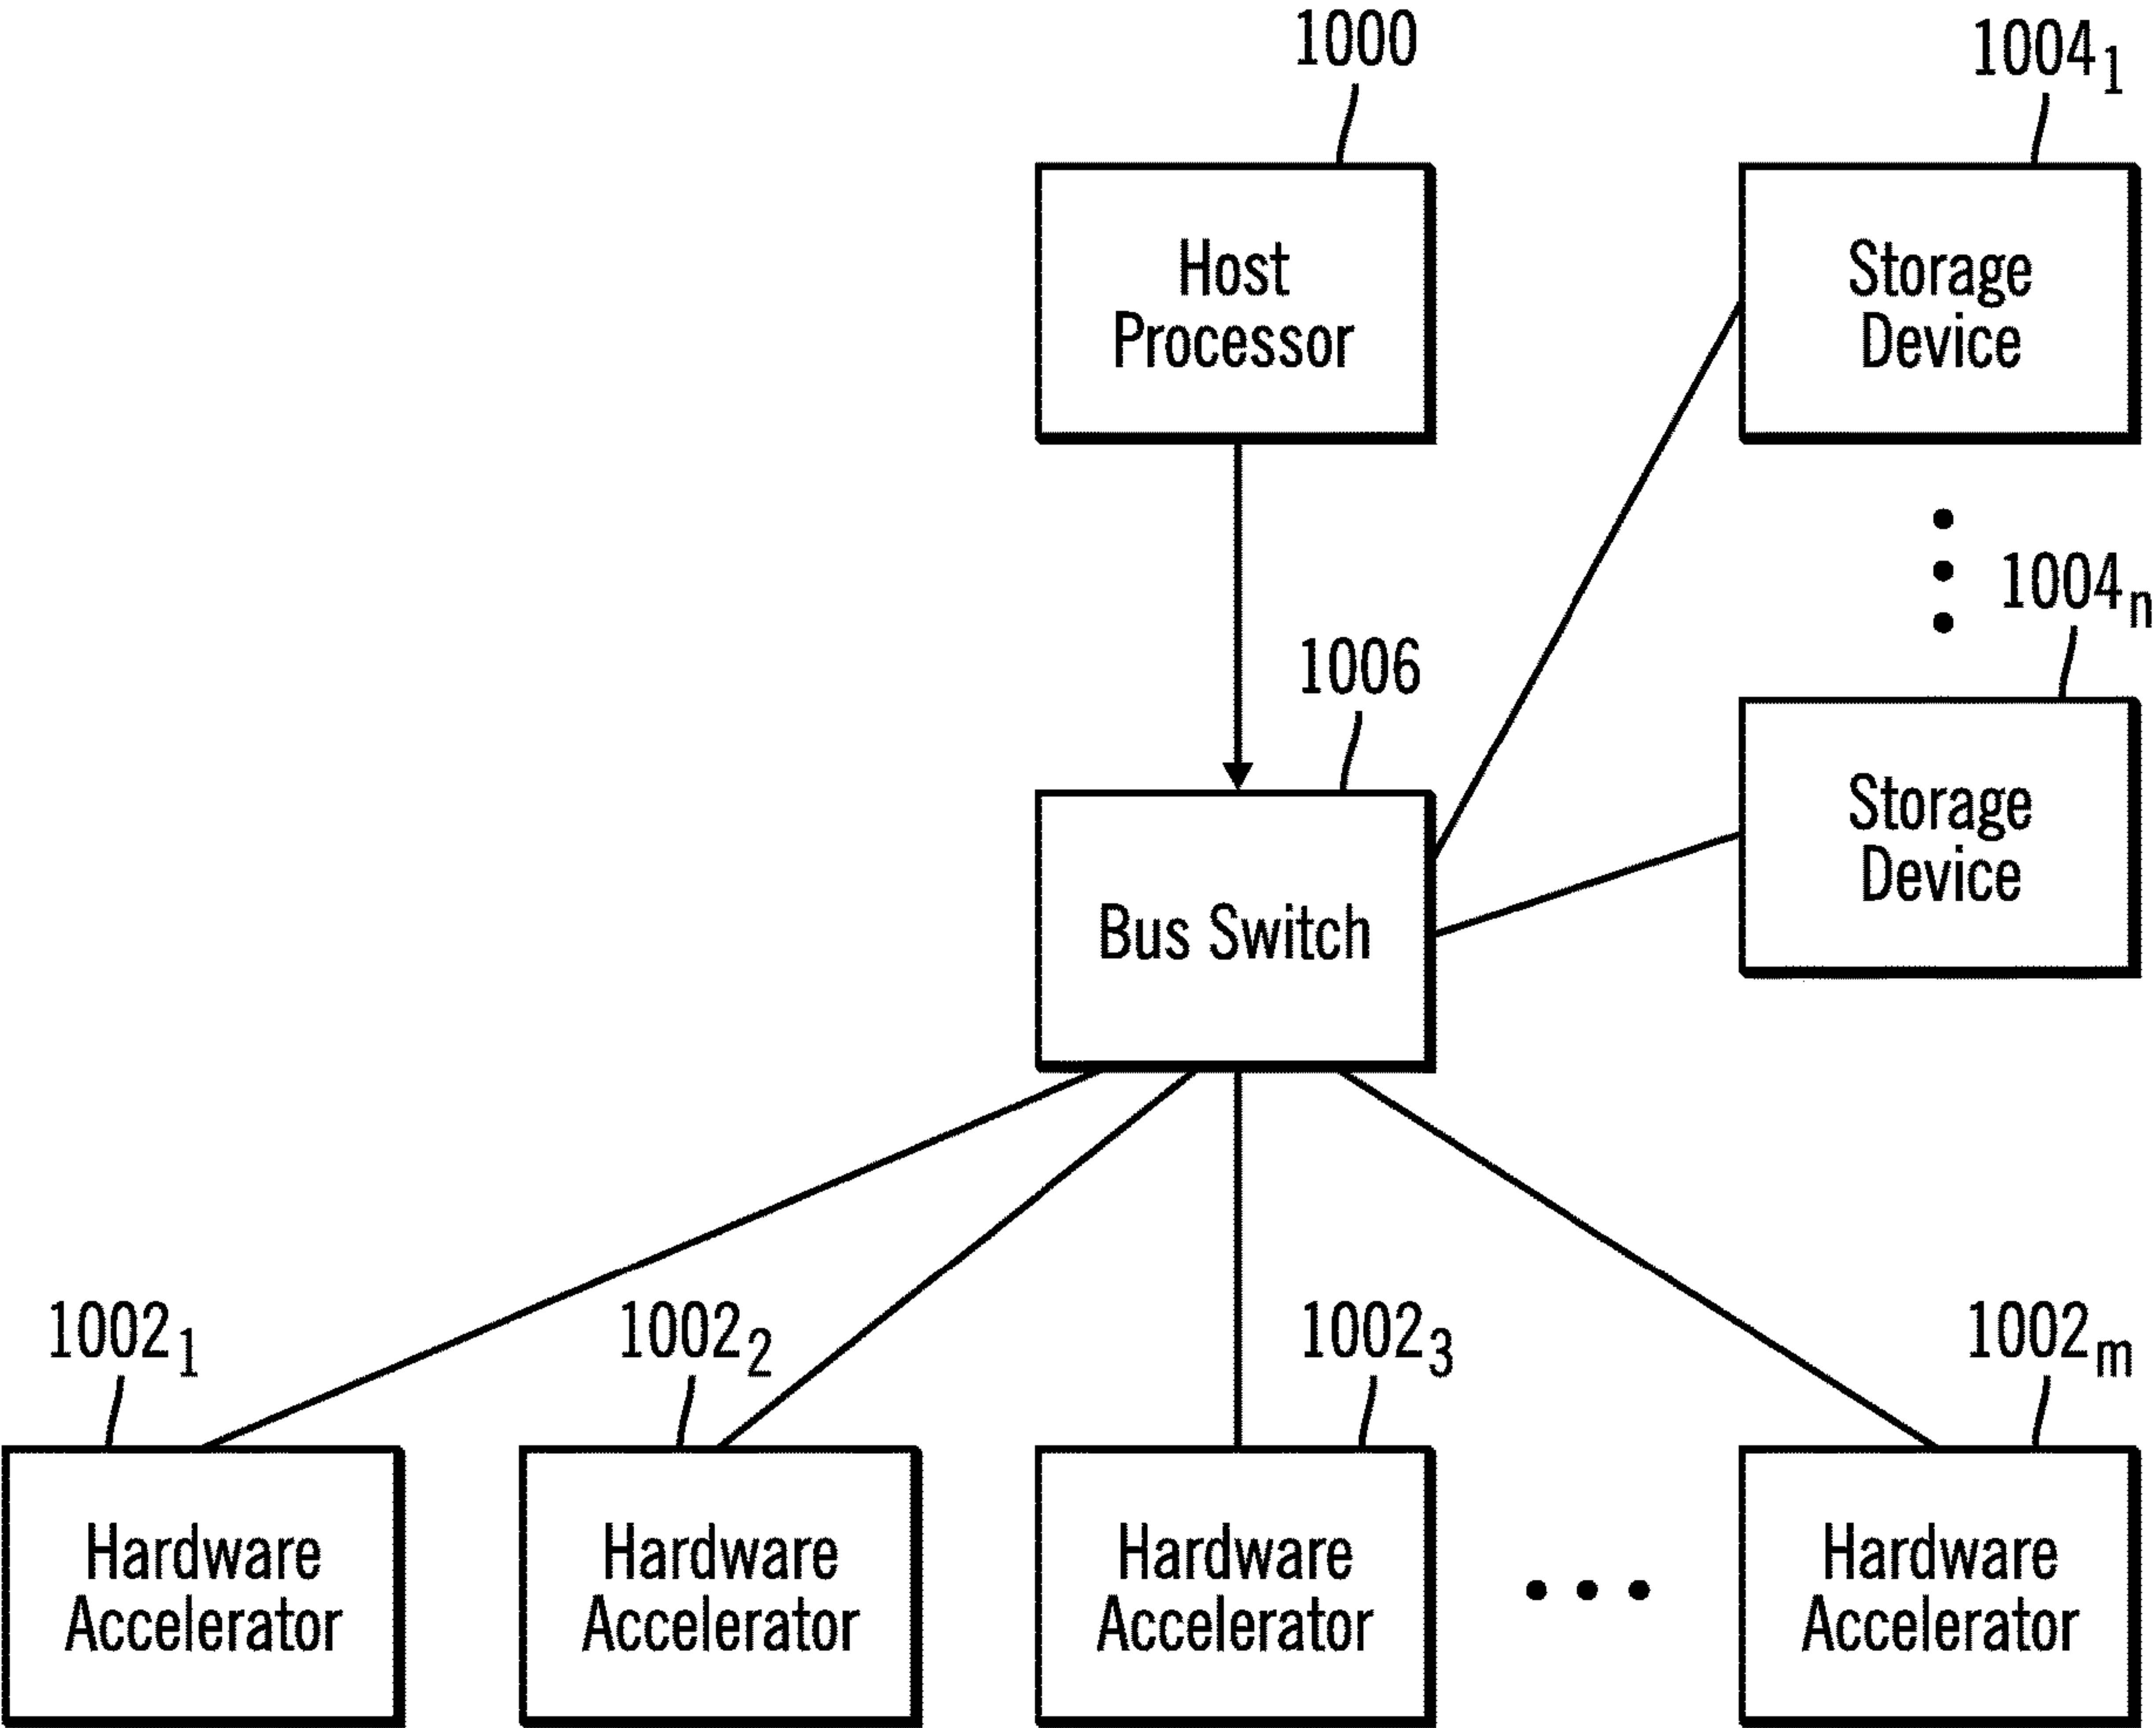 1000
1004₁
Host
Processor
Storage
Device
1004ₙ
1006
Storage
Device
Bus Switch
1002₁
1002₂
1002₃
1002ₘ
Hardware
Accelerator
Hardware
Accelerator
Hardware
Accelerator
Hardware
Accelerator